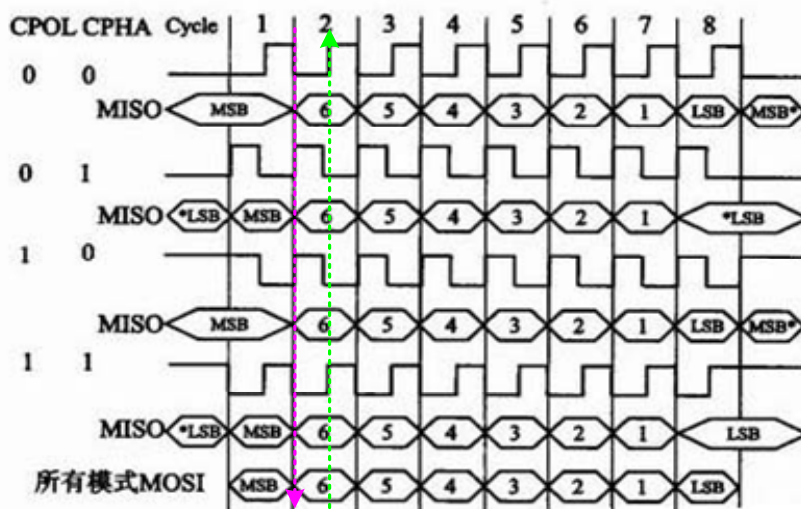 CPOL CPHA Cycle 1 2 3 4 5 6 7 8
0 0
MISO MSB 6 5 4 3 2 1 LSB MSB*
0 1
MISO *LSB MSB 6 5 4 3 2 1 *LSB
1 0
MISO MSB 6 5 4 3 2 1 LSB MSB*
1 1
MISO *LSB MSB 6 5 4 3 2 1 LSB
所有模式MOSI MSB 6 5 4 3 2 1 LSB